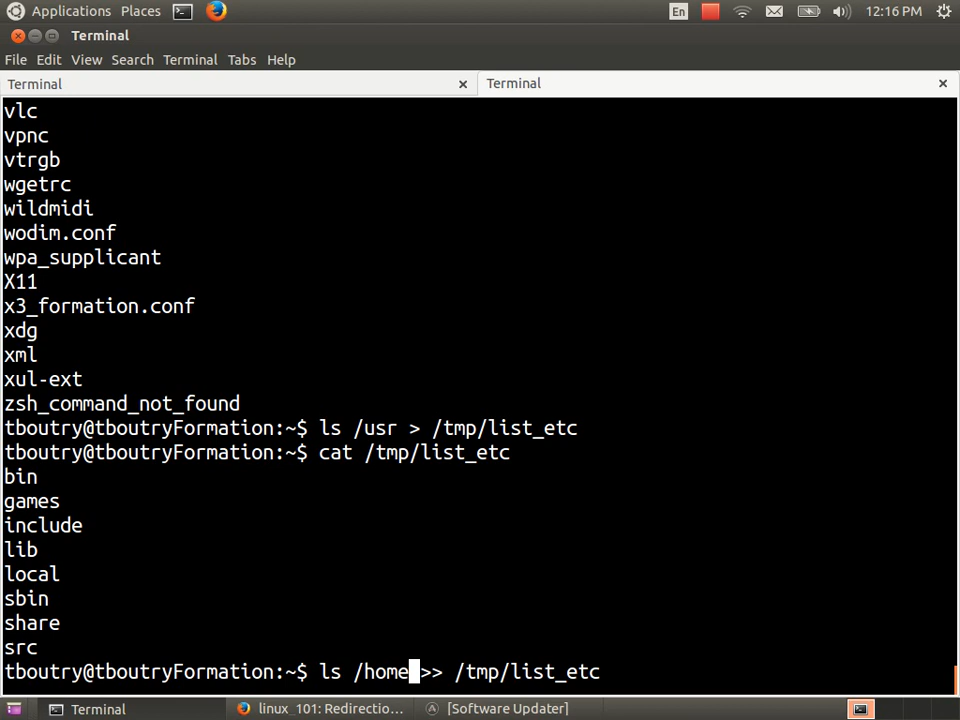 Applications Places En 12:16 PM
Terminal
File Edit View Search Terminal Tabs Help
Terminal Terminal
vlc
vpnc
vtrgb
wgetrc
wildmidi
wodim.conf
wpa_supplicant
X11
x3_formation.conf
xdg
xml
xul-ext
zsh_command_not_found
tboutry@tboutryFormation:~$ ls /usr > /tmp/list_etc
tboutry@tboutryFormation:~$ cat /tmp/list_etc
bin
games
include
lib
local
sbin
share
src
tboutry@tboutryFormation:~$ ls /home >> /tmp/list_etc
Terminal linux_101: Redirectio... [Software Updater]